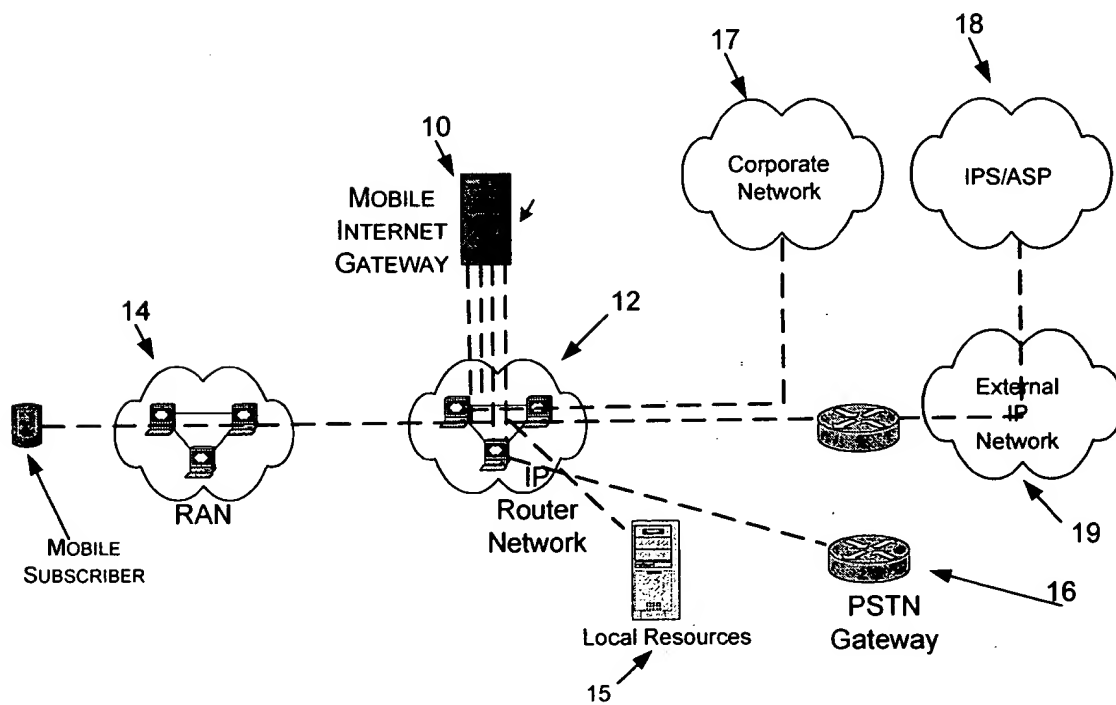 17
18
10
Corporate
Network
IPS/ASP
MOBILE
INTERNET
GATEWAY
14
12
External
IP
Network
IP
RAN
Router
Network
19
MOBILE
SUBSCRIBER
16
PSTN
Gateway
Local Resources
15